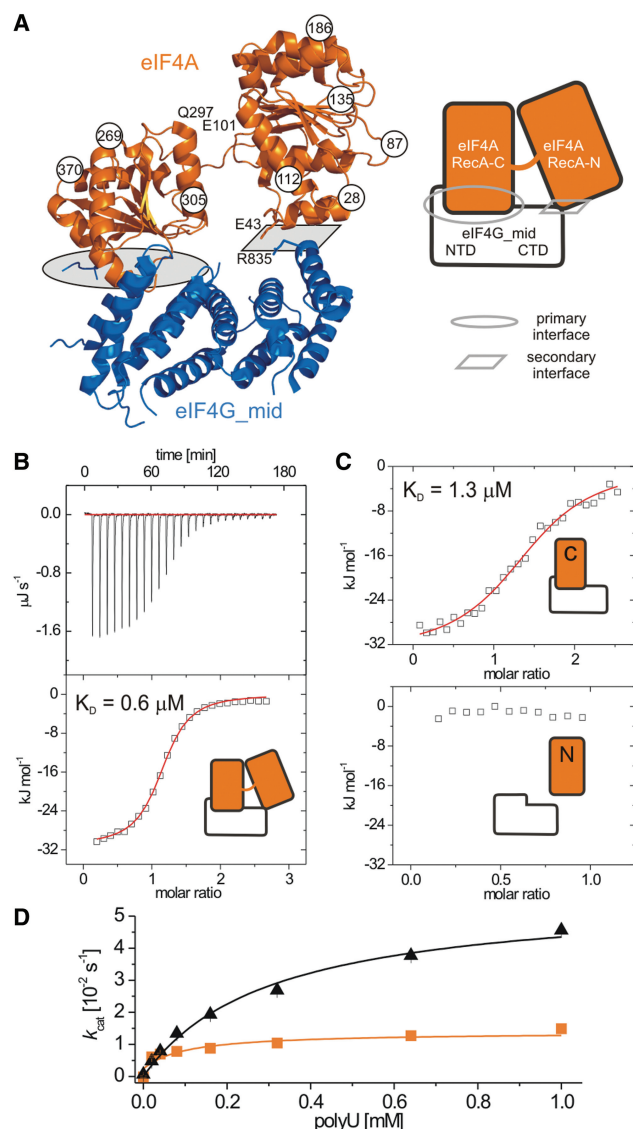 A
eIF4A
186
135
87
Q297
E101
269
370
305
112
28
E43
R835
eIF4G_mid
eIF4A
RecA-C
eIF4A
RecA-N
eIF4G_mid
NTD CTD
primary
interface
secondary
interface
B
time [min]
0 60 120 180
0.0
-0.8
-1.6
µJ s⁻¹
K_D = 0.6 µM
0
-8
-16
-24
-32
kJ mol⁻¹
0 1 2 3
molar ratio
C
K_D = 1.3 µM
0
-8
-16
-24
-32
kJ mol⁻¹
C
0 1 2
molar ratio
0
-8
-16
-24
-32
kJ mol⁻¹
N
0.0 0.5 1.0
molar ratio
D
5
4
3
2
1
0
k_cat [10⁻² s⁻¹]
0.0 0.2 0.4 0.6 0.8 1.0
polyU [mM]